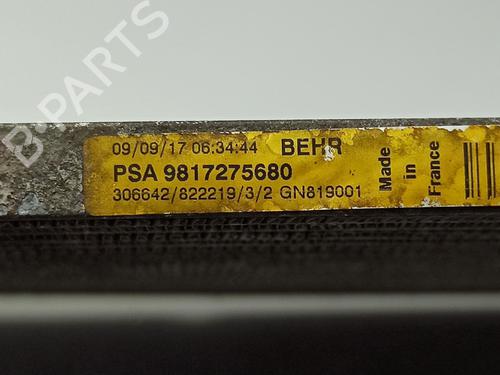 B-PARTS
09/09/17 06:34:44 BEHR
PSA 9817275680
306642/822219/3/2 GN819001
Made
in
France